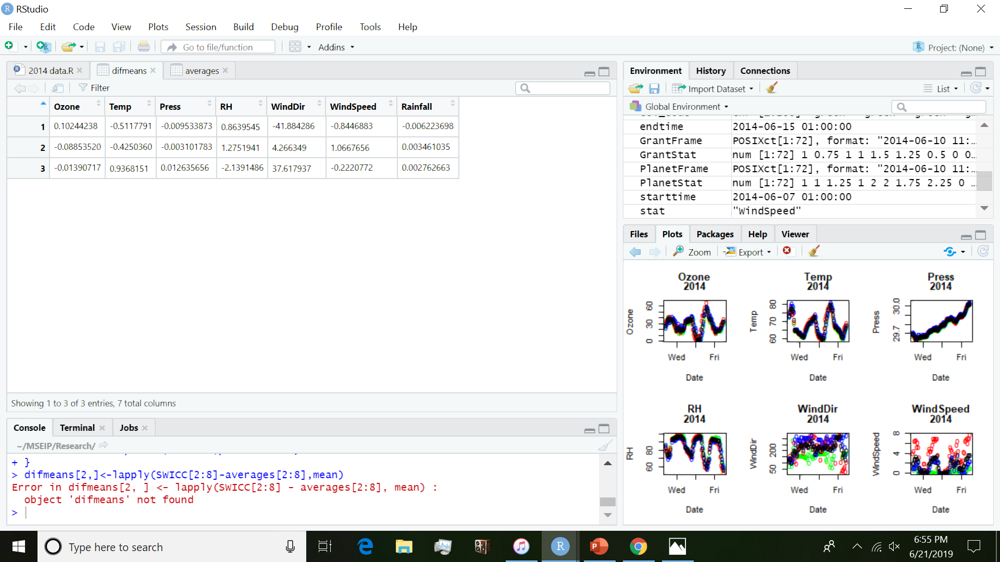 RStudio
File Edit Code View Plots Session Build Debug Profile Tools Help
Go to file/function Addins Project: (None)
2014 data.R difmeans averages
Filter
Ozone Temp Press RH WindDir WindSpeed Rainfall
1 0.10244238 -0.5117791 -0.009533873 0.8639545 -41.884286 -0.8446883 -0.006223698
2 -0.08853520 -0.4250360 -0.003101783 1.2751941 4.266349 1.0667656 0.003461035
3 -0.01390717 0.9368151 0.012635656 -2.1391486 37.617937 -0.2220772 0.002762663
Showing 1 to 3 of 3 entries, 7 total columns
Console Terminal Jobs
~/MSEIP/Research/
+ }
> difmeans[2,]<-lapply(SWICC[2:8]-averages[2:8],mean)
Error in difmeans[2, ] <- lapply(SWICC[2:8] - averages[2:8], mean) :
object 'difmeans' not found
>
Environment History Connections
Import Dataset List
Global Environment
endtime 2014-06-15 01:00:00
GrantFrame POSIXct[1:72], format: "2014-06-10 11:…
GrantStat num [1:72] 1 0.75 1 1 1.5 1.25 0.5 0 0…
PlanetFrame POSIXct[1:72], format: "2014-06-10 11:…
PlanetStat num [1:72] 1 1 1.25 1 2 2 1.75 2.25 0 …
starttime 2014-06-07 01:00:00
stat "WindSpeed"
Files Plots Packages Help Viewer
Zoom Export
Ozone
2014
Ozone
0 30 60
Wed Fri
Date
Temp
2014
Temp
60 70 80
Wed Fri
Date
Press
2014
Press
29.7 30.0
Wed Fri
Date
RH
2014
RH
60 80
Wed Fri
Date
WindDir
2014
WindDir
50 200
Wed Fri
Date
WindSpeed
2014
WindSpeed
0 4 8
Wed Fri
Date
Type here to search
6:55 PM
6/21/2019